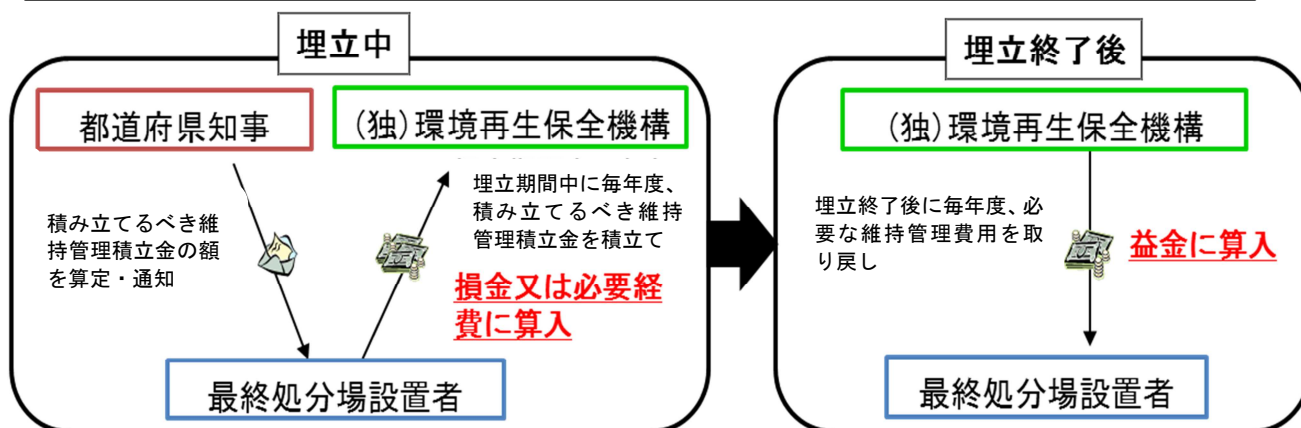 埋立中
都道府県知事
(独)環境再生保全機構
積み立てるべき維
持管理積立金の額
を算定・通知
埋立期間中に毎年度、
積み立てるべき維持
管理積立金を積立て
損金又は必要経
費に算入
最終処分場設置者
埋立終了後
(独)環境再生保全機構
埋立終了後に毎年度、必
要な維持管理費用を取
り戻し
益金に算入
最終処分場設置者